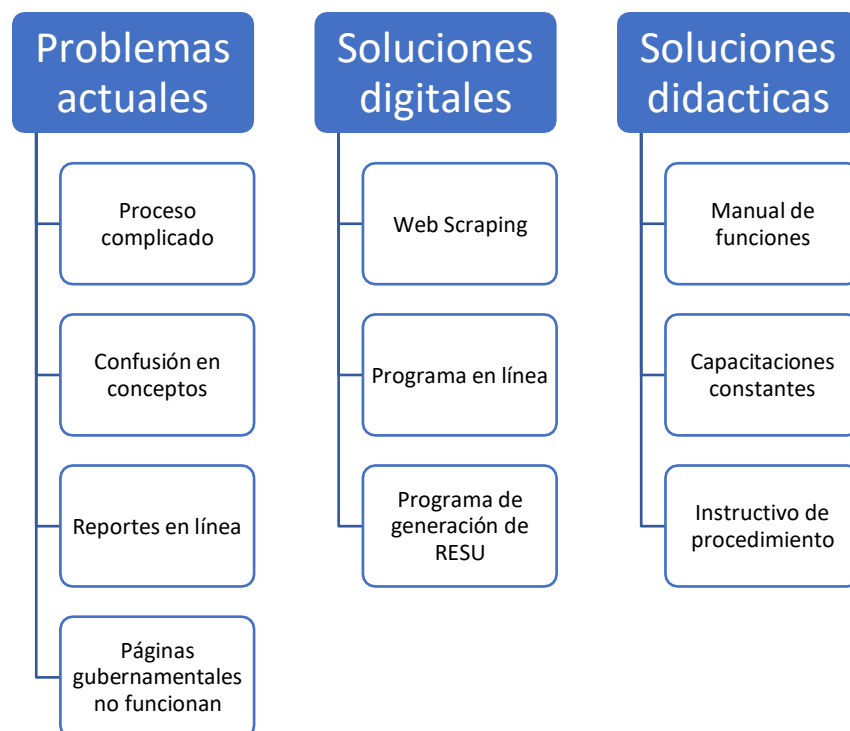 Problemas
actuales
Proceso
complicado
Confusión en
conceptos
Reportes en línea
Páginas
gubernamentales
no funcionan
Soluciones
digitales
Web Scraping
Programa en línea
Programa de
generación de
RESU
Soluciones
didacticas
Manual de
funciones
Capacitaciones
constantes
Instructivo de
procedimiento